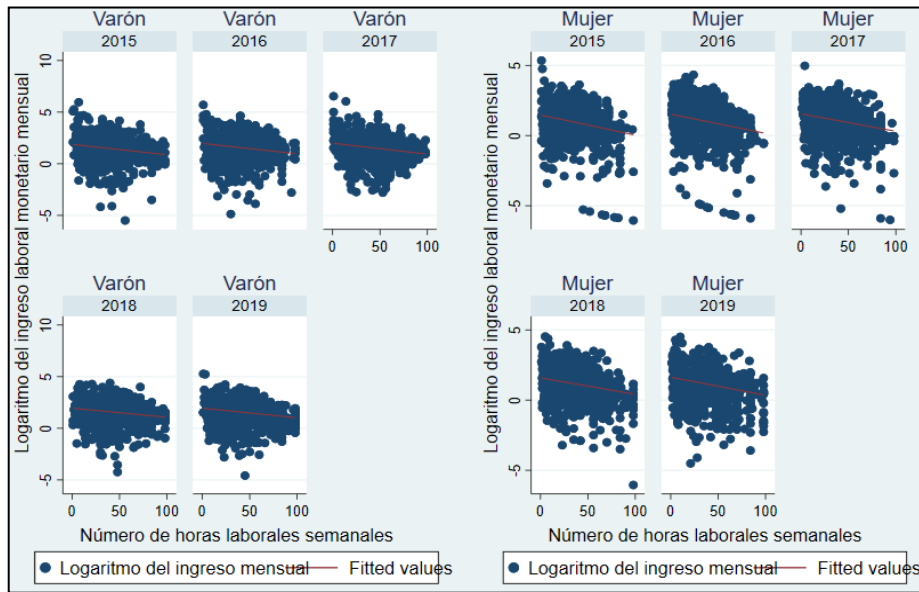 Varón Varón Varón
2015 2016 2017
Logaritmo del ingreso laboral monetario mensual
10
5
0
-5
0 50 100
Varón Varón
2018 2019
10
5
0
-5
0 50 100 0 50 100
Número de horas laborales semanales
Logaritmo del ingreso mensual Fitted values
Mujer Mujer Mujer
2015 2016 2017
Logaritmo del ingreso laboral monetario mensual
5
0
-5
0 50 100
Mujer Mujer
2018 2019
5
0
-5
0 50 100 0 50 100
Número de horas laborales semanales
Logaritmo del ingreso mensual Fitted values